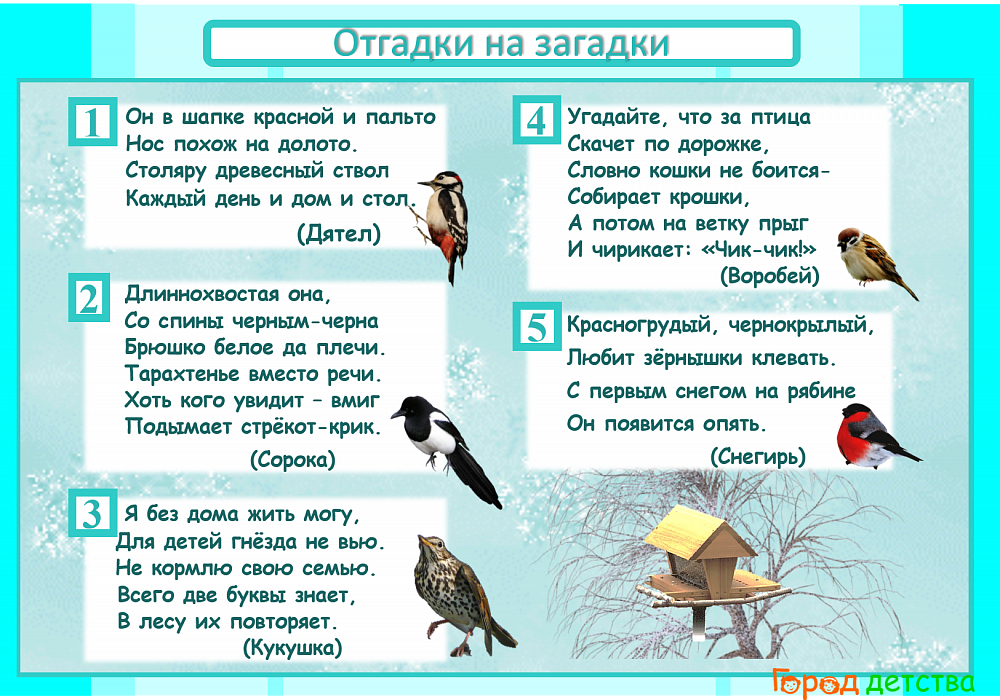 Отгадки на загадки
1
Он в шапке красной и пальто
Нос похож на долото.
Столяру древесный ствол
Каждый день и дом и стол.
(Дятел)
2
Длиннохвостая она,
Со спины черным-черна
Брюшко белое да плечи.
Тарахтенье вместо речи.
Хоть кого увидит – вмиг
Подымает стрёкот-крик.
(Сорока)
3
Я без дома жить могу,
Для детей гнёзда не вью.
Не кормлю свою семью.
Всего две буквы знает,
В лесу их повторяет.
(Кукушка)
4
Угадайте, что за птица
Скачет по дорожке,
Словно кошки не боится-
Собирает крошки,
А потом на ветку прыг
И чирикает: «Чик-чик!»
(Воробей)
5
Красногрудый, чернокрылый,
Любит зёрнышки клевать.
С первым снегом на рябине
Он появится опять.
(Снегирь)
Город детства